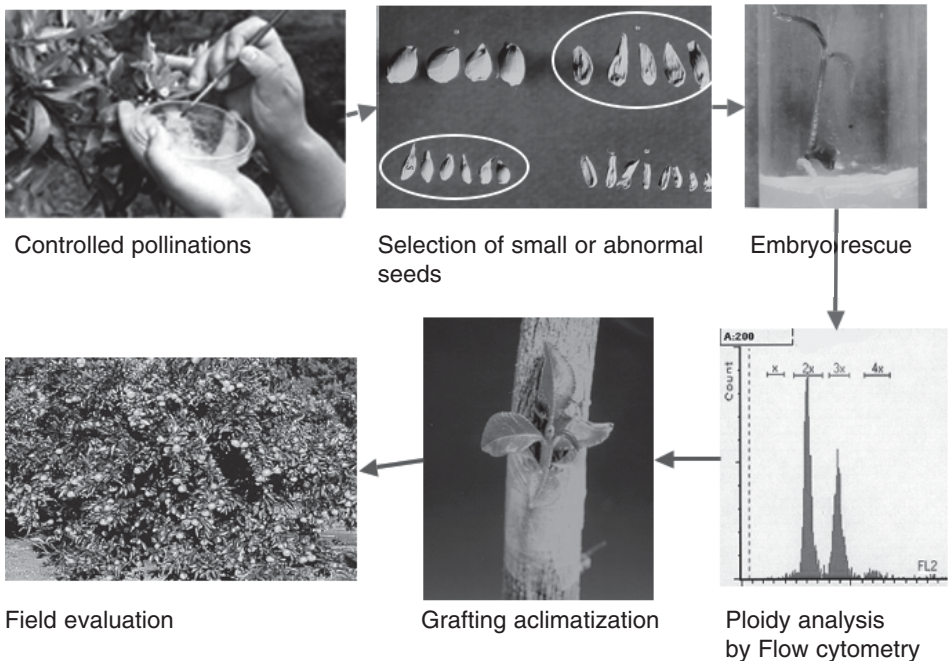 Controlled pollinations
Selection of small or abnormal
seeds
Embryo rescue
A:200
Count
x 2x 3x 4x
FL2
Field evaluation
Grafting aclimatization
Ploidy analysis
by Flow cytometry